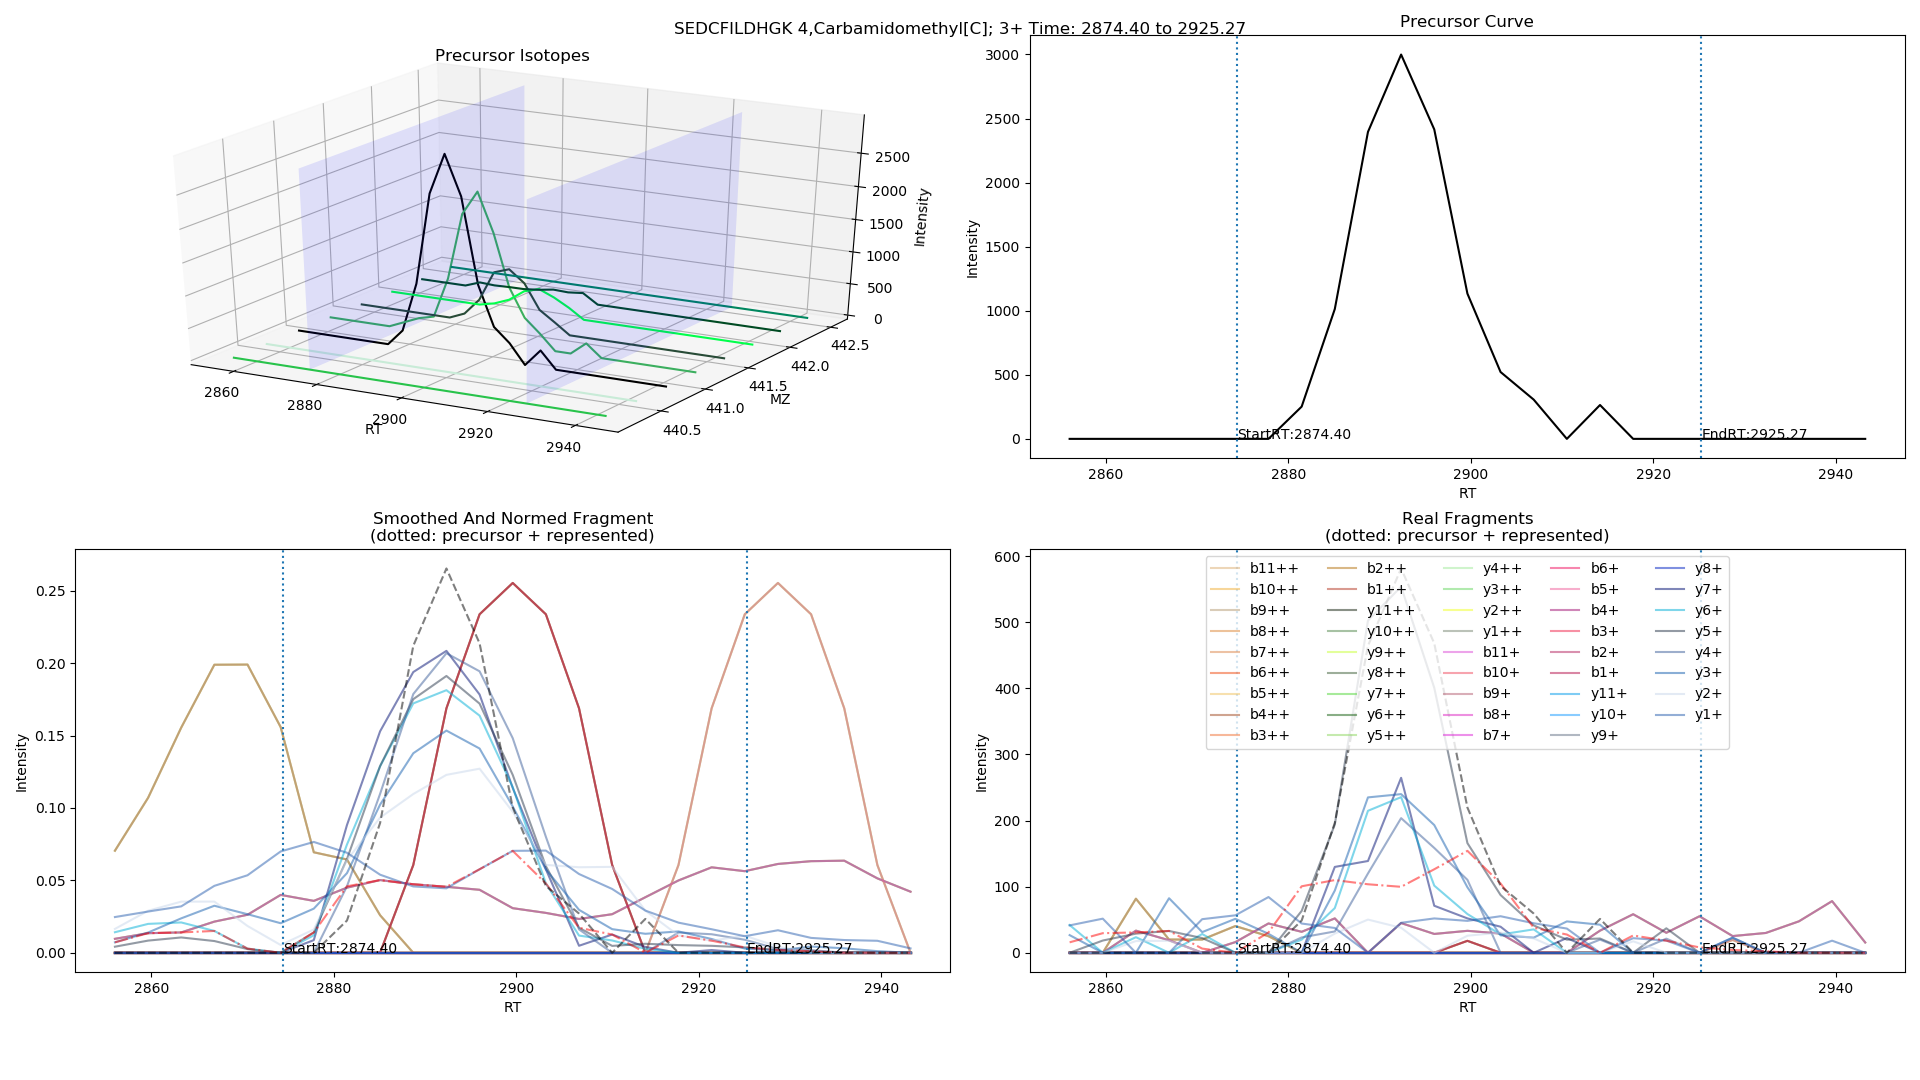 SEDCFILDHGK 4,Carbamidomethyl[C]; 3+ Time: 2874.40 to 2925.27
Precursor Isotopes
2500
2000
1500
1000
500
0
Intensity
442.5
442.0
441.5
441.0
440.5
MZ
2860
2880
2900
2920
2940
RT
Precursor Curve
3000
2500
2000
1500
1000
500
0
Intensity
StartRT:2874.40
EndRT:2925.27
2860 2880 2900 2920 2940
RT
Smoothed And Normed Fragment
(dotted: precursor + represented)
0.25
0.20
0.15
0.10
0.05
0.00
Intensity
StartRT:2874.40
EndRT:2925.27
2860 2880 2900 2920 2940
RT
Real Fragments
(dotted: precursor + represented)
600
500
400
300
200
100
0
Intensity
b11++ b2++ y4++ b6+ y8+
b10++ b1++ y3++ b5+ y7+
b9++ y11++ y2++ b4+ y6+
b8++ y10++ y1++ b3+ y5+
b7++ y9++ b11+ b2+ y4+
b6++ y8++ b10+ b1+ y3+
b5++ y7++ b9+ y11+ y2+
b4++ y6++ b8+ y10+ y1+
b3++ y5++ b7+ y9+
StartRT:2874.40
EndRT:2925.27
2860 2880 2900 2920 2940
RT